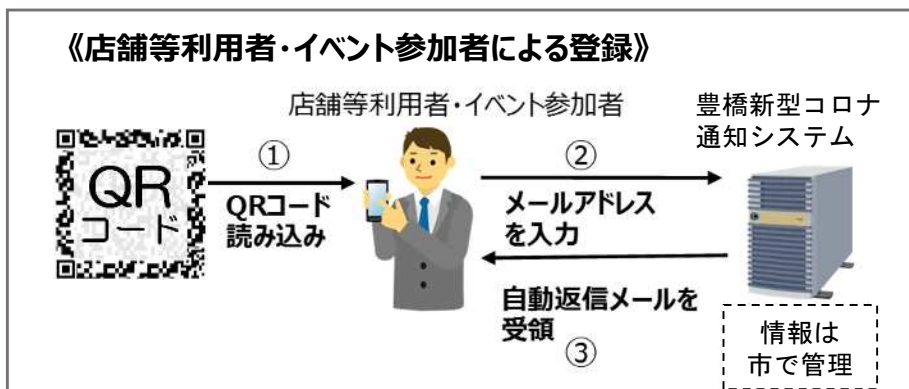 《店舗等利用者・イベント参加者による登録》
店舗等利用者・イベント参加者
豊橋新型コロナ
通知システム
QR
コード
①
QRコード
読み込み
②
メールアドレス
を入力
自動返信メールを
受領
③
情報は
市で管理